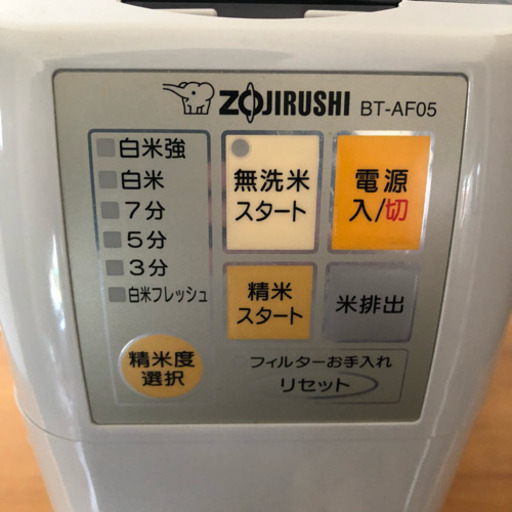 ZOJIRUSHI BT-AF05
白米強
白米
7分
5分
3分
白米フレッシュ
精米度
選択
無洗米
スタート
電源
入/切
精米
スタート
米排出
フィルターお手入れ
リセット